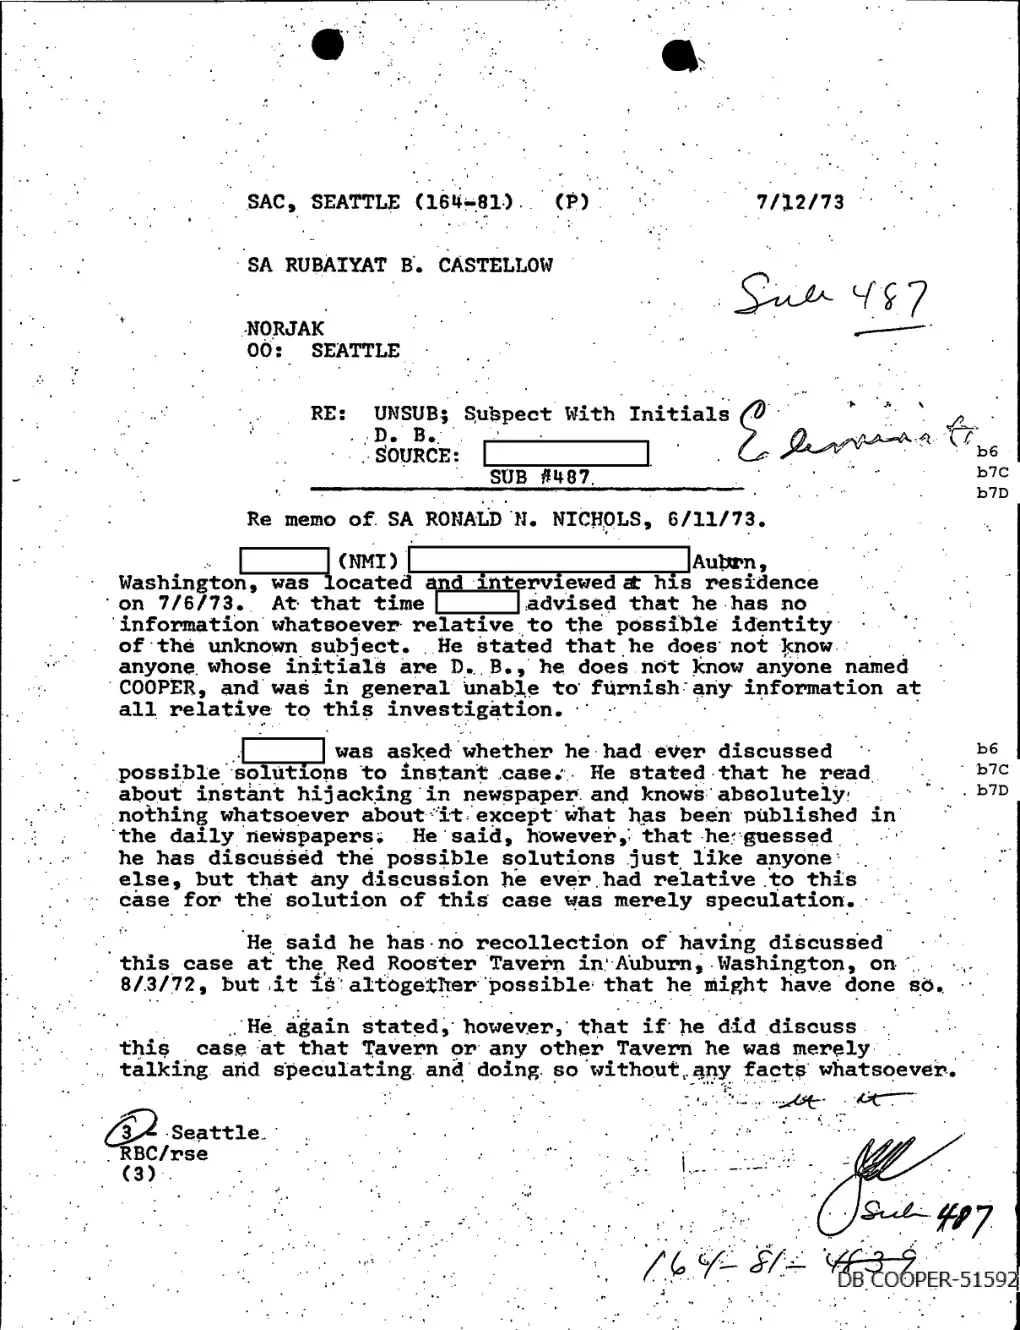 SAC, SEATTLE (164-81) (P) 7/12/73
SA RUBAIYAT B. CASTELLOW
Sub 487
NORJAK
OO: SEATTLE
RE: UNSUB; Subpect With Initials
D. B.
SOURCE:
SUB #487
Eleminate
b6
b7C
b7D
Re memo of SA RONALD N. NICHOLS, 6/11/73.
(NMI) Auburn,
Washington, was located and interviewed at his residence
on 7/6/73. At that time advised that he has no
information whatsoever relative to the possible identity
of the unknown subject. He stated that he does not know
anyone whose initials are D. B., he does not know anyone named
COOPER, and was in general unable to furnish any information at
all relative to this investigation.
was asked whether he had ever discussed
possible solutions to instant case. He stated that he read
about instant hijacking in newspaper and knows absolutely
nothing whatsoever about it except what has been published in
the daily newspapers. He said, however, that he guessed
he has discussed the possible solutions just like anyone
else, but that any discussion he ever had relative to this
case for the solution of this case was merely speculation.
b6
b7C
b7D
He said he has no recollection of having discussed
this case at the Red Rooster Tavern in Auburn, Washington, on
8/3/72, but it is altogether possible that he might have done so.
He again stated, however, that if he did discuss
this case at that Tavern or any other Tavern he was merely
talking and speculating and doing so without any facts whatsoever.
3 - Seattle
RBC/rse
(3)
Sub 487
164-81-4839
DB COOPER-51592